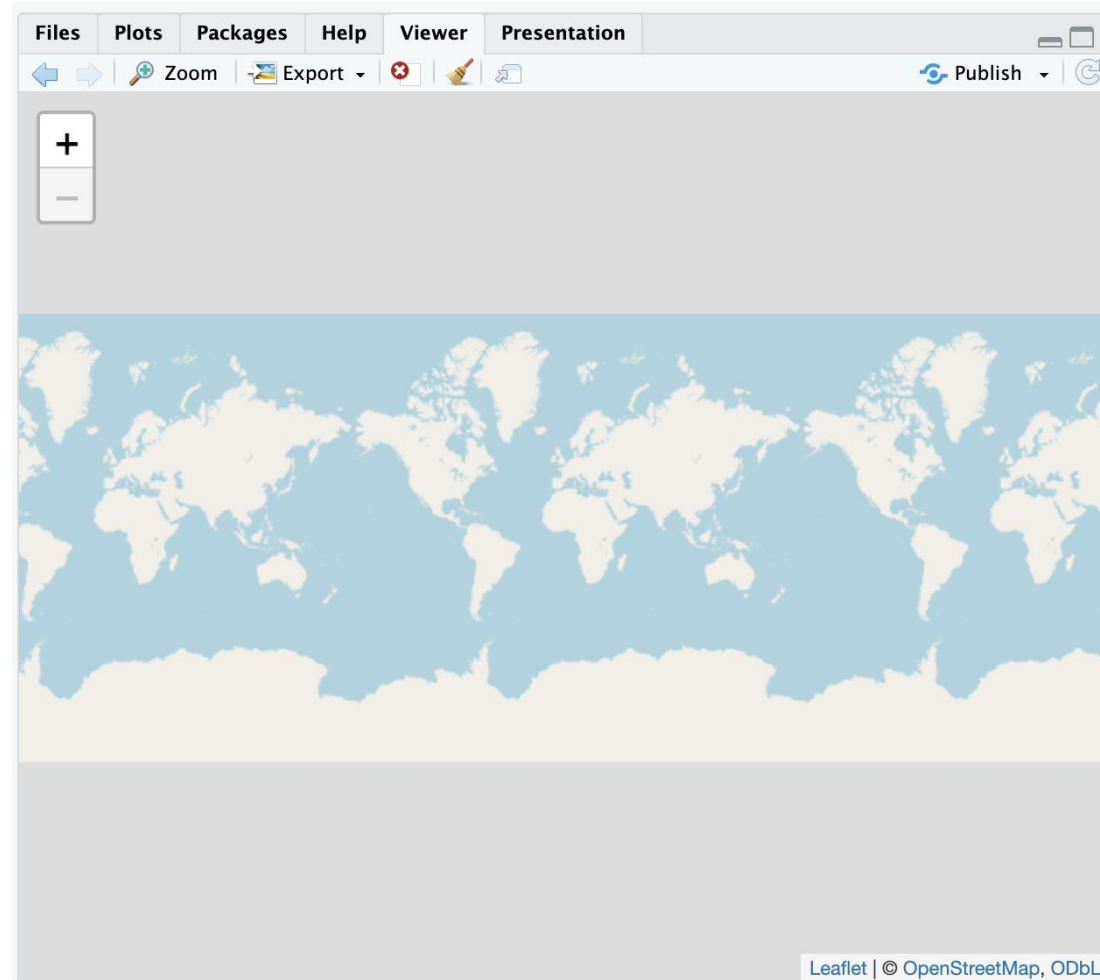 Files Plots Packages Help Viewer Presentation
Zoom Export Publish
+
−
Leaflet | © OpenStreetMap, ODbL